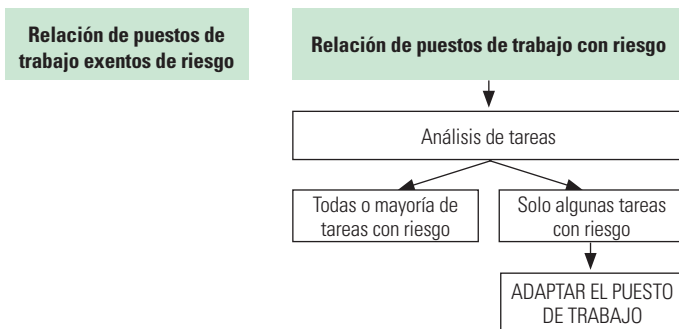 Relación de puestos de
trabajo exentos de riesgo
Relación de puestos de trabajo con riesgo
Análisis de tareas
Todas o mayoría de
tareas con riesgo
Solo algunas tareas
con riesgo
ADAPTAR EL PUESTO
DE TRABAJO